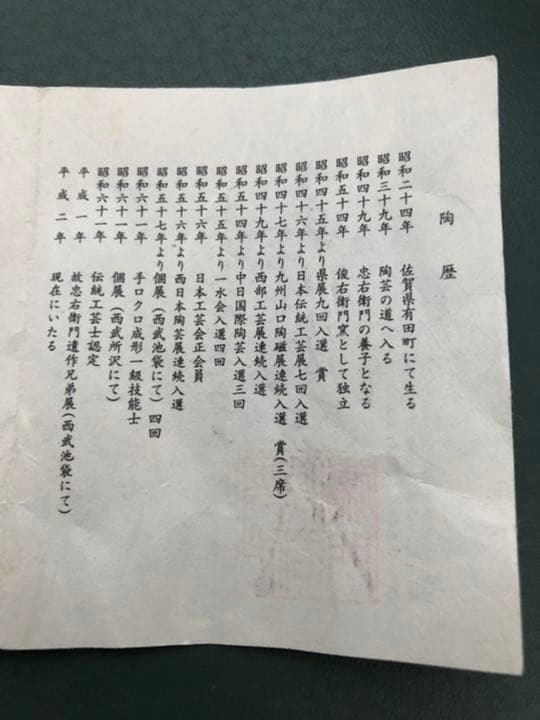 陶歴
昭和二十四年 佐賀県有田町にて生る
昭和三十九年 陶芸の道へ入る
昭和四十九年 忠右衛門の養子となる
昭和五十四年 俊右衛門窯として独立
昭和四十五年より県展九回入選 賞
昭和四十六年より日本伝統工芸展七回入選
昭和四十七年より九州山口陶磁展連続入選 賞(三席)
昭和四十九年より西部工芸展連続入選
昭和五十四年より中日国際陶芸入選三回
昭和五十五年より一水会入選四回
昭和五十六年 日本工芸会正会員
昭和五十六年より西日本陶芸展連続入選
昭和五十七年より個展(西武池袋にて)四回
昭和六十一年 手ロクロ成形一級技能士
昭和六十一年 個展(西武所沢にて)
昭和六十一年 伝統工芸士認定
平成一年 故忠右衛門遺作兄弟展(西武池袋にて)
平成二年 現在にいたる